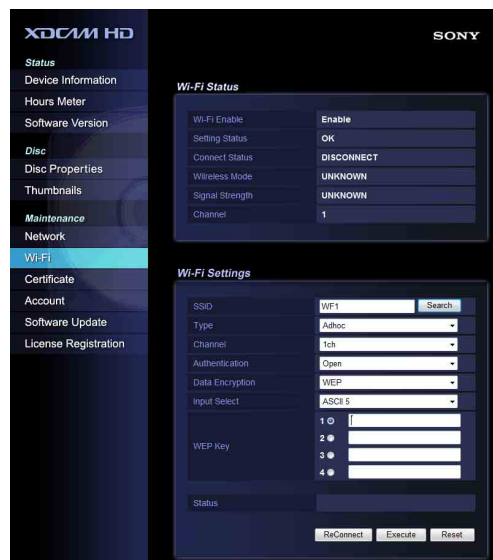 XDCAM HD
SONY
Status
Device Information
Hours Meter
Software Version
Disc
Disc Properties
Thumbnails
Maintenance
Network
Wi-Fi
Certificate
Account
Software Update
License Registration
Wi-Fi Status
Wi-Fi Enable Enable
Setting Status OK
Connect Status DISCONNECT
Wireless Mode UNKNOWN
Signal Strength UNKNOWN
Channel 1
Wi-Fi Settings
SSID WF1 Search
Type Adhoc
Channel 1ch
Authentication Open
Data Encryption WEP
Input Select ASCII 5
WEP Key
1
2
3
4
Status
ReConnect Execute Reset